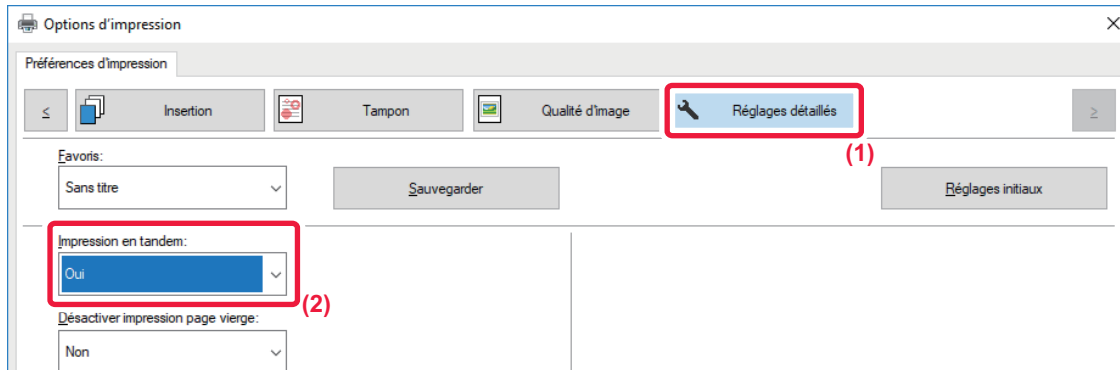 Options d'impression
Préférences d'impression
< Insertion Tampon Qualité d'image Réglages détaillés >
(1)
Favoris:
Sans titre Sauvegarder Réglages initiaux
Impression en tandem:
Oui
(2)
Désactiver impression page vierge:
Non